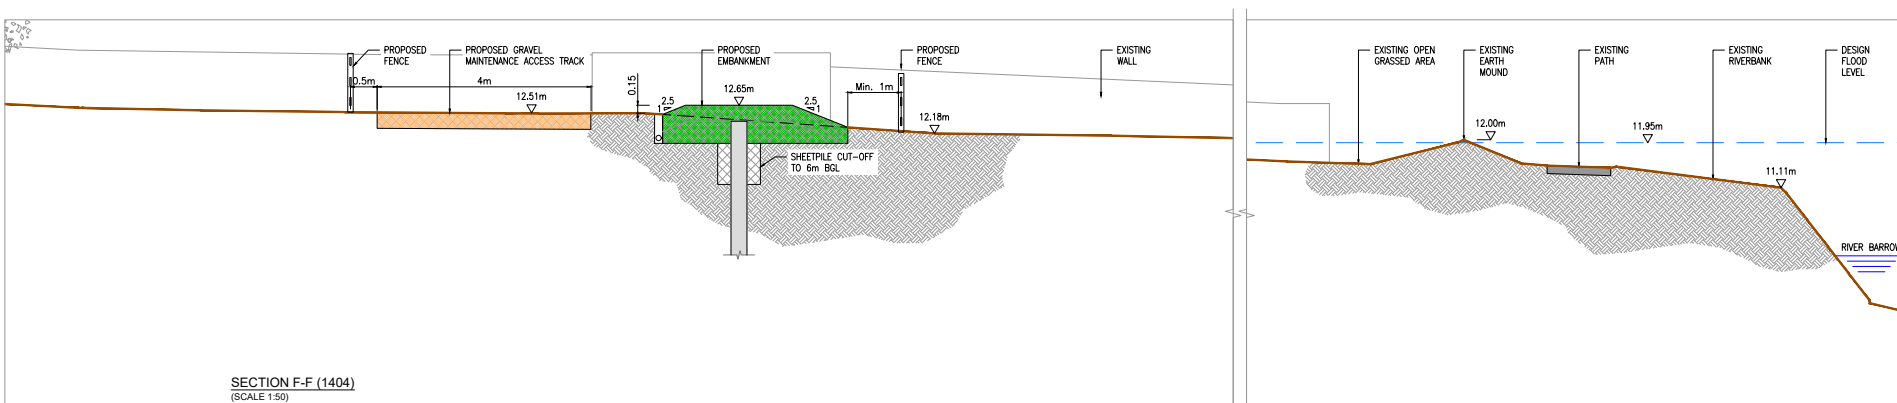 PROPOSED
FENCE
PROPOSED GRAVEL
MAINTENANCE ACCESS TRACK
PROPOSED
EMBANKMENT
PROPOSED
FENCE
EXISTING
WALL
EXISTING OPEN
GRASSED AREA
EXISTING
EARTH
MOUND
EXISTING
PATH
EXISTING
RIVERBANK
DESIGN
FLOOD
LEVEL
0.5m
4m
12.51m
0.15
2.5
1
12.65m
2.5
1
Min. 1m
12.18m
12.00m
11.95m
11.11m
SHEETPILE CUT-OFF
TO 6m BGL
RIVER BARROW
SECTION F-F (1404)
(SCALE 1:50)